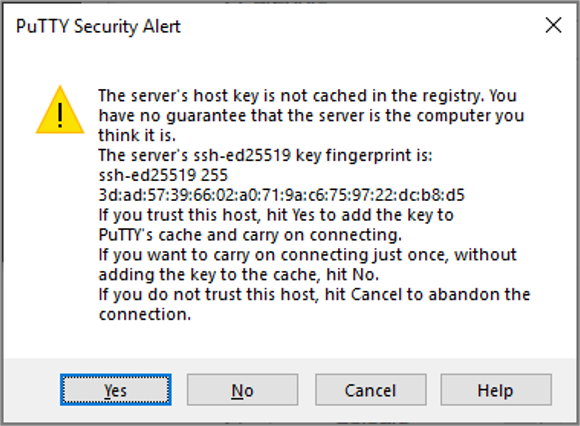 PuTTY Security Alert
The server's host key is not cached in the registry. You
have no guarantee that the server is the computer you
think it is.
The server's ssh-ed25519 key fingerprint is:
ssh-ed25519 255
3d:ad:57:39:66:02:a0:71:9a:c6:75:97:22:dc:b8:d5
If you trust this host, hit Yes to add the key to
PuTTY's cache and carry on connecting.
If you want to carry on connecting just once, without
adding the key to the cache, hit No.
If you do not trust this host, hit Cancel to abandon the
connection.
Yes No Cancel Help